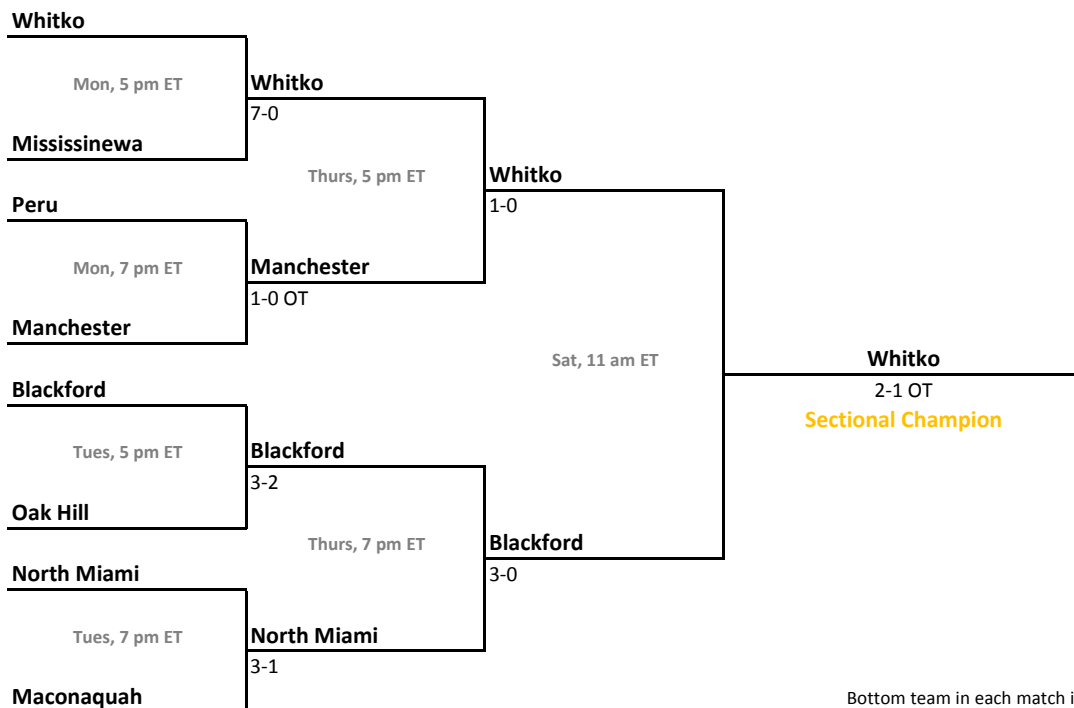 Whitko
Mon, 5 pm ET
Whitko
7-0
Mississinewa
Thurs, 5 pm ET
Whitko
1-0
Peru
Mon, 7 pm ET
Manchester
1-0 OT
Manchester
Sat, 11 am ET
Whitko
2-1 OT
Sectional Champion
Blackford
Tues, 5 pm ET
Blackford
3-2
Oak Hill
Thurs, 7 pm ET
Blackford
3-0
North Miami
Tues, 7 pm ET
North Miami
3-1
Maconaquah
Bottom team in each match i